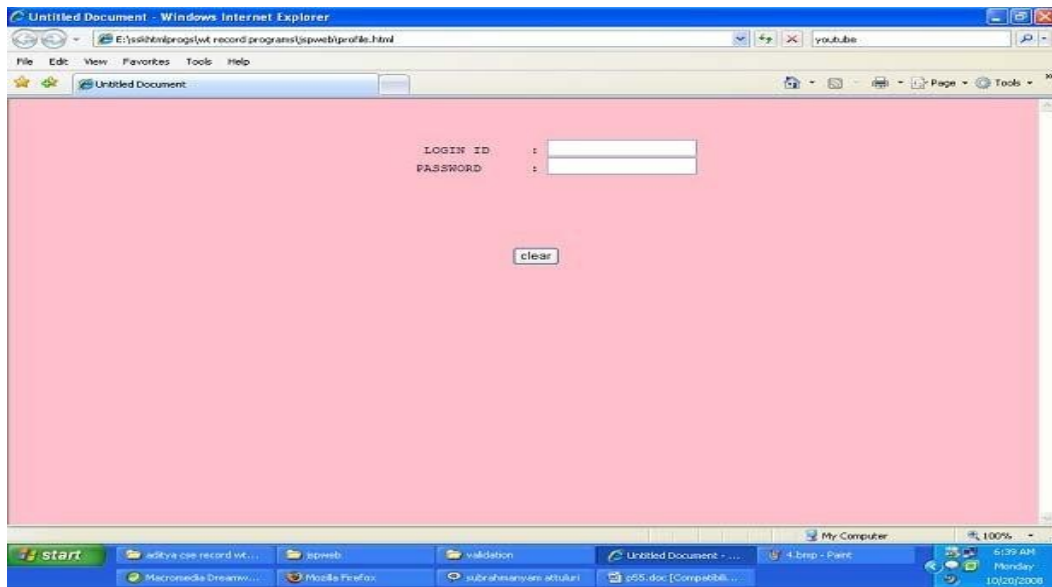 Untitled Document - Windows Internet Explorer
E:\sskhtmlprogs\wt record programs\jspweb\profile.html
youtube
File Edit View Favorites Tools Help
Untitled Document
Page Tools
LOGIN ID :
PASSWORD :
clear
My Computer
100%
start
aditya cse record wt...
jspweb
validation
Untitled Document - ...
4.bmp - Paint
6:39 AM
Macromedia Dreamw...
Mozilla Firefox
subrahmanyam attuluri
p55.doc [Compatibili...
Monday
10/20/2008